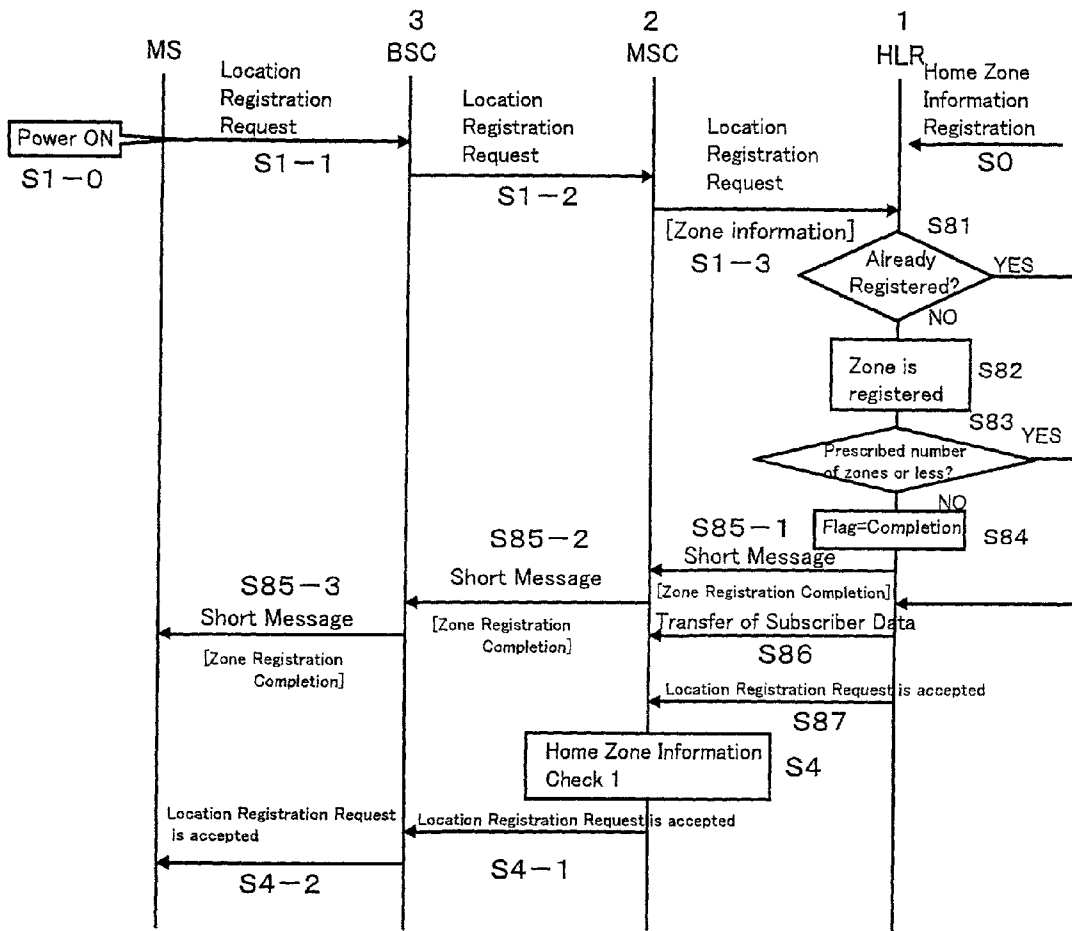 3
2
1
MS
BSC
MSC
HLR
Location
Registration
Request
Location
Registration
Request
Location
Registration
Request
Home Zone
Information
Registration
Power ON
S1-0
S1-1
S1-2
S0
[Zone information]
S1-3
S81
Already
Registered?
YES
NO
Zone is
registered
S82
S83
YES
Prescribed number
of zones or less?
NO
Flag=Completion
S84
S85-1
Short Message
[Zone Registration Completion]
S85-2
Short Message
[Zone Registration
Completion]
S85-3
Short Message
[Zone Registration
Completion]
Transfer of Subscriber Data
S86
Location Registration Request is accepted
S87
Home Zone Information
Check 1
S4
Location Registration Request is accepted
S4-1
Location Registration Request
is accepted
S4-2